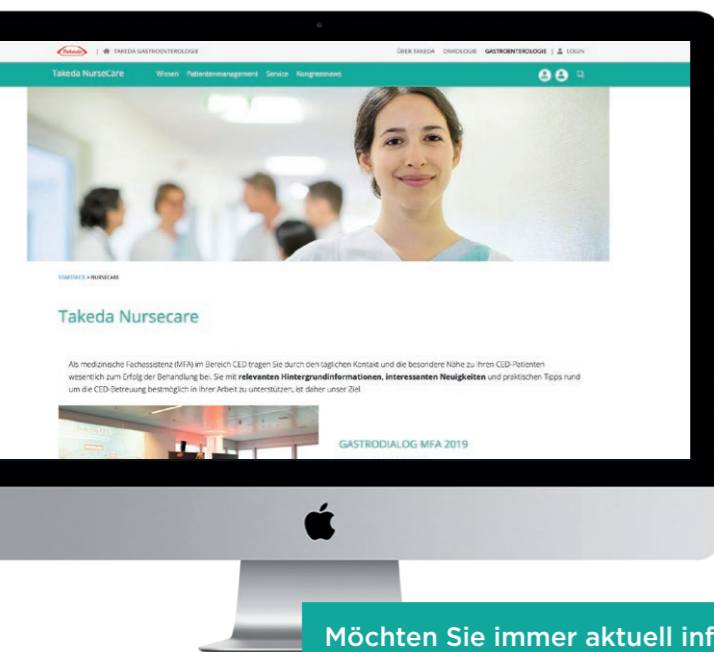 Takeda | TAKEDA GASTROENTEROLOGIE ÜBER TAKEDA ONKOLOGIE GASTROENTEROLOGIE | LOGIN
Takeda NurseCare Wissen Patientenmanagement Service Kongressnews
STARTSEITE > NURSECARE
Takeda Nursecare
Als medizinische Fachassistenz (MFA) im Bereich CED tragen Sie durch den täglichen Kontakt und die besondere Nähe zu Ihren CED-Patienten
wesentlich zum Erfolg der Behandlung bei. Sie mit relevanten Hintergrundinformationen, interessanten Neuigkeiten und praktischen Tipps rund
um die CED-Betreuung bestmöglich in Ihrer Arbeit zu unterstützen, ist daher unser Ziel.
GASTRODIALOG MFA 2019
Möchten Sie immer aktuell inf